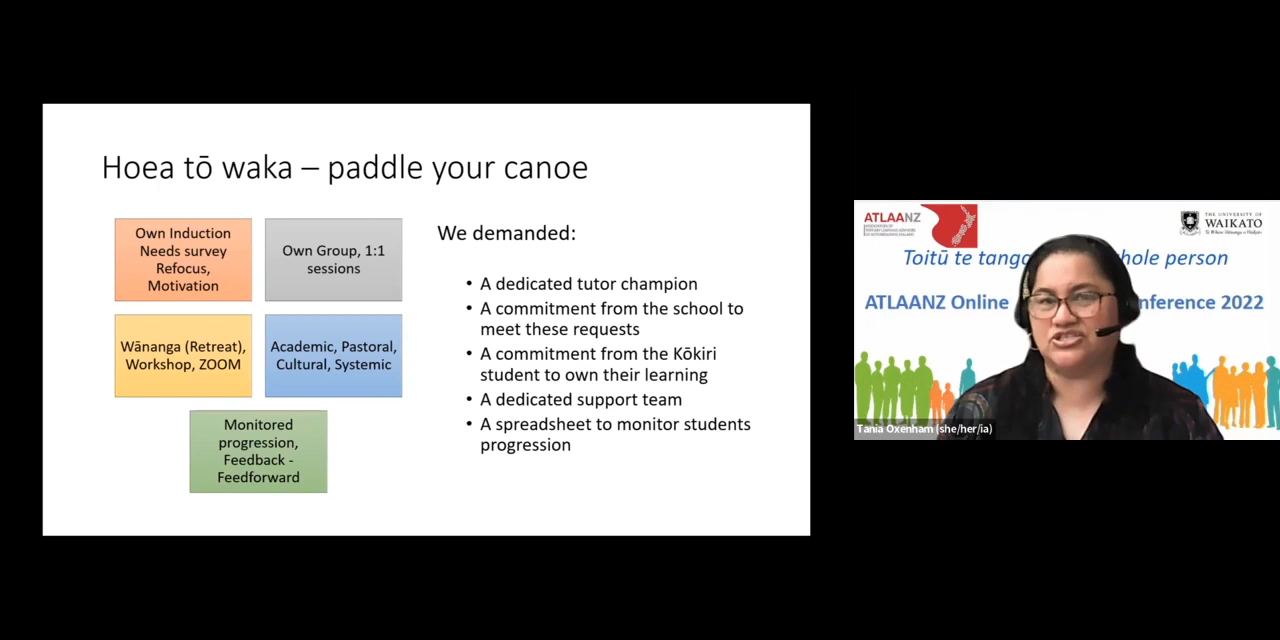 Hoea tō waka – paddle your canoe
Own Induction
Needs survey
Refocus,
Motivation
Own Group, 1:1
sessions
Wānanga (Retreat),
Workshop, ZOOM
Academic, Pastoral,
Cultural, Systemic
Monitored
progression,
Feedback -
Feedforward
We demanded:
• A dedicated tutor champion
• A commitment from the school to
meet these requests
• A commitment from the Kōkiri
student to own their learning
• A dedicated support team
• A spreadsheet to monitor students
progression
ATLAANZ
THE UNIVERSITY OF
WAIKATO
Toitū te tanga hole person
ATLAANZ Online nference 2022
Tania Oxenham (she/her/ia)